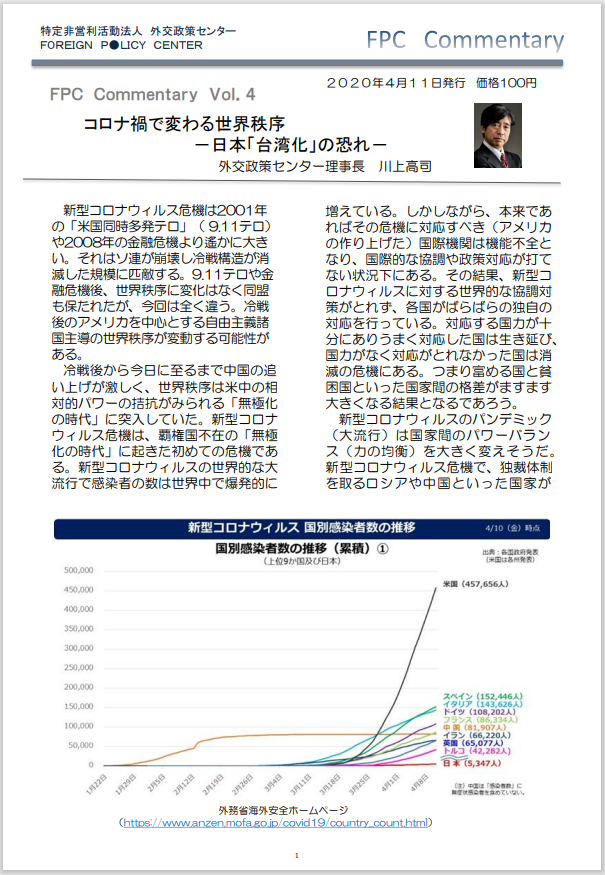 特定非営利活動法人 外交政策センター
FOREIGN P●LICY CENTER
FPC Commentary
２０２０年４月１１日発行 価格１００円
FPC Commentary Vol.4
コロナ禍で変わる世界秩序
－日本｢台湾化｣の恐れ－
外交政策センター理事長 川上高司
新型コロナウィルス危機は2001年
の「米国同時多発テロ」（9.11テロ）
や2008年の金融危機より遙かに大き
い。それはソ連が崩壊し冷戦構造が消
滅した規模に匹敵する。9.11テロや金
融危機後、世界秩序に変化はなく同盟
も保たれたが、今回は全く違う。冷戦
後のアメリカを中心とする自由主義諸
国主導の世界秩序が変動する可能性が
ある。
冷戦後から今日に至るまで中国の追
い上げが激しく、世界秩序は米中の相
対的パワーの拮抗がみられる「無極化
の時代」に突入していた。新型コロナ
ウィルス危機は、覇権国不在の「無極
化の時代」に起きた初めての危機であ
る。新型コロナウィルスの世界的な大
流行で感染者の数は世界中で爆発的に
増えている。しかしながら、本来であ
ればその危機に対応すべき（アメリカ
の作り上げた）国際機関は機能不全と
なり、国際的な協調や政策対応が打て
ない状況下にある。その結果、新型コ
ロナウィルスに対する世界的な協調対
策がとれず、各国がばらばらの独自の
対応を行っている。対応する国力が十
分にありうまく対応した国は生き延び、
国力がなく対応がとれなかった国は消
滅の危機にある。つまり富める国と貧
困国といった国家間の格差がますます
大きくなる結果となるであろう。
新型コロナウィルスのパンデミック
（大流行）は国家間のパワーバラン
ス（力の均衡）を大きく変えそうだ。
新型コロナウィルス危機で、独裁体制
を取るロシアや中国といった国家が
新型コロナウィルス 国別感染者数の推移
4/10（金）時点
国別感染者数の推移（累積）①
（上位9か国及び日本）
出典：各国政府発表
（米国は各州発表）
500,000
450,000
400,000
350,000
300,000
250,000
200,000
150,000
100,000
50,000
0
1月22日
1月29日
2月5日
2月12日
2月19日
2月26日
3月4日
3月11日
3月18日
3月25日
4月1日
4月8日
米国（457,656人）
スペイン（152,446人）
イタリア（143,626人）
ドイツ（108,202人）
フランス（86,334人）
中国（81,907人）
イラン（66,220人）
英国（65,077人）
トルコ（42,282人）
日本（5,347人）
（注）中国は「感染者数」に
無症状感染者を含めていない。
外務省海外安全ホームページ
（https://www.anzen.mofa.go.jp/covid19/country_count.html）
1